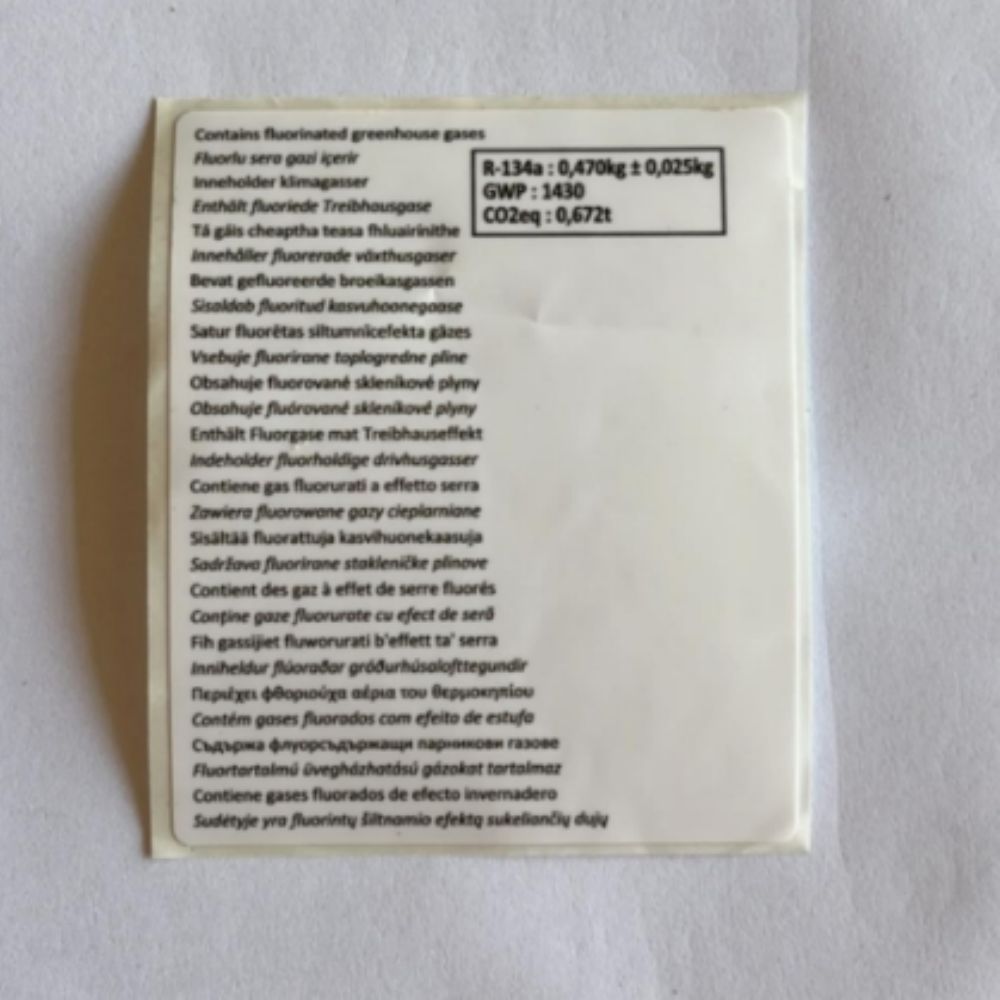 Contains fluorinated greenhouse gases
Fluorlu sera gazi içerir
Inneholder klimagasser
Enthält fluoriede Treibhausgase
Tá gáis cheaptha teasa fhluairínithe
Innehåller fluorerade växthusgaser
Bevat gefluoreerde broeikasgassen
Sisaldab fluoritud kasvuhoonegaase
Satur fluorētas siltumnīcefekta gāzes
Vsebuje fluorirane toplogredne pline
Obsahuje fluorované skleníkové plyny
Obsahuje fluórované skleníkové plyny
Enthält Fluorgase mat Treibhauseffekt
Indeholder fluorholdige drivhusgasser
Contiene gas fluorurati a effetto serra
Zawiera fluorowane gazy cieplarniane
Sisältää fluorattuja kasvihuonekaasuja
Sadržava fluorirane stakleničke plinove
Contient des gaz à effet de serre fluorés
Conține gaze fluorurate cu efect de seră
Fih gassijiet fluworurati b'effett ta' serra
Inniheldur flúoraðar gróðurhúsalofttegundir
Περιέχει φθοριούχα αέρια του θερμοκηπίου
Contém gases fluorados com efeito de estufa
Съдържа флуорсъдържащи парникови газове
Fluortartalmú üvegházhatású gázokat tartalmaz
Contiene gases fluorados de efecto invernadero
Sudėtyje yra fluorintų šiltnamio efektą sukeliančių dujų
R-134a : 0,470kg ± 0,025kg
GWP : 1430
CO2eq : 0,672t